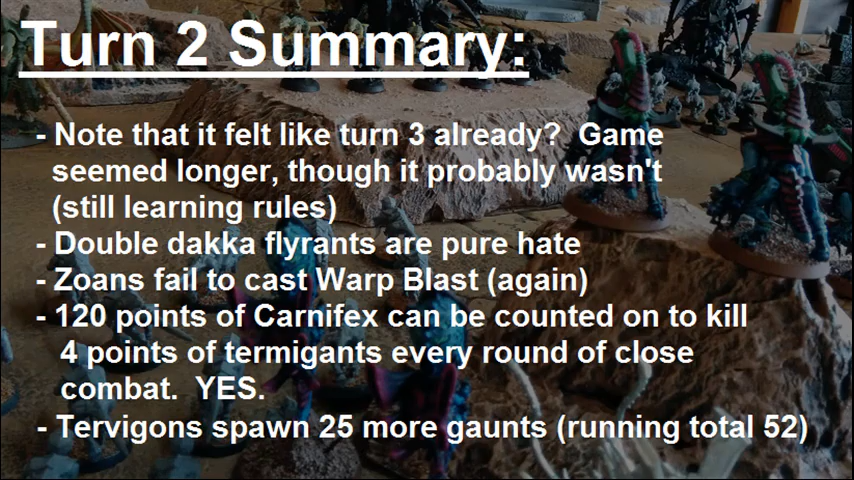 Turn 2 Summary:
- Note that it felt like turn 3 already?  Game
seemed longer, though it probably wasn't
(still learning rules)
- Double dakka flyrants are pure hate
- Zoans fail to cast Warp Blast (again)
- 120 points of Carnifex can be counted on to kill
4 points of termigants every round of close
combat.  YES.
- Tervigons spawn 25 more gaunts (running total 52)